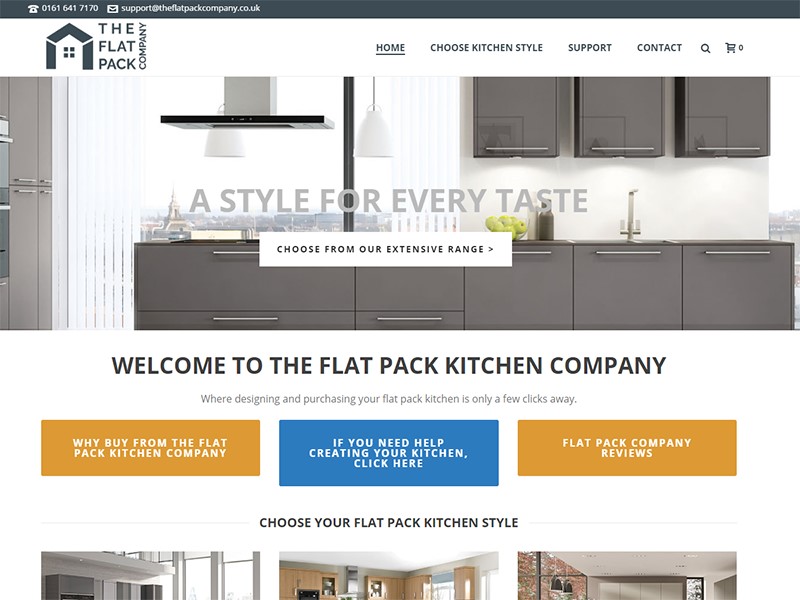 0161 641 7170 support@theflatpackcompany.co.uk
THE
FLAT
PACK
COMPANY
HOME CHOOSE KITCHEN STYLE SUPPORT CONTACT 0
A STYLE FOR EVERY TASTE
CHOOSE FROM OUR EXTENSIVE RANGE >
WELCOME TO THE FLAT PACK KITCHEN COMPANY
Where designing and purchasing your flat pack kitchen is only a few clicks away.
WHY BUY FROM THE FLAT
PACK KITCHEN COMPANY
IF YOU NEED HELP
CREATING YOUR KITCHEN,
CLICK HERE
FLAT PACK COMPANY
REVIEWS
CHOOSE YOUR FLAT PACK KITCHEN STYLE